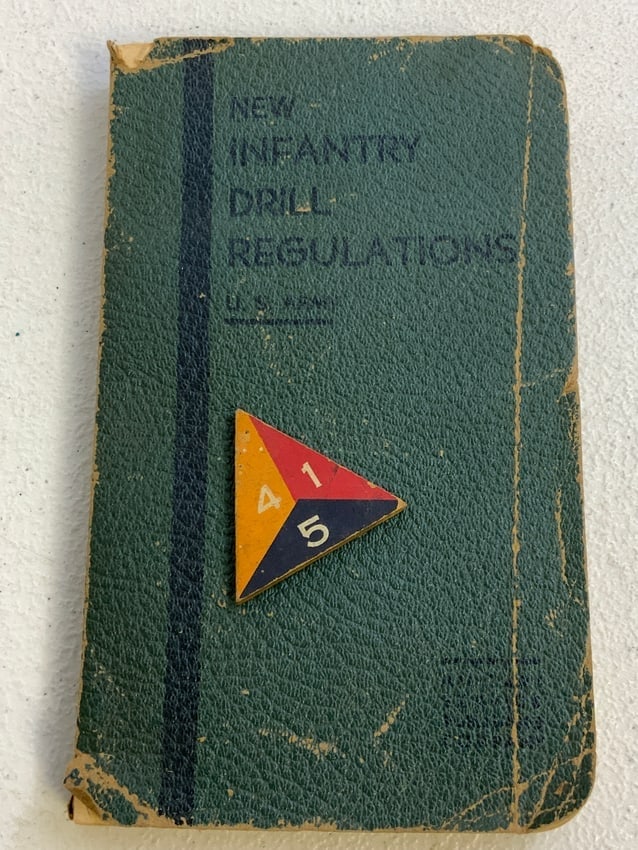 NEW
INFANTRY
DRILL
REGULATIONS
U. S. ARMY
1
4
5